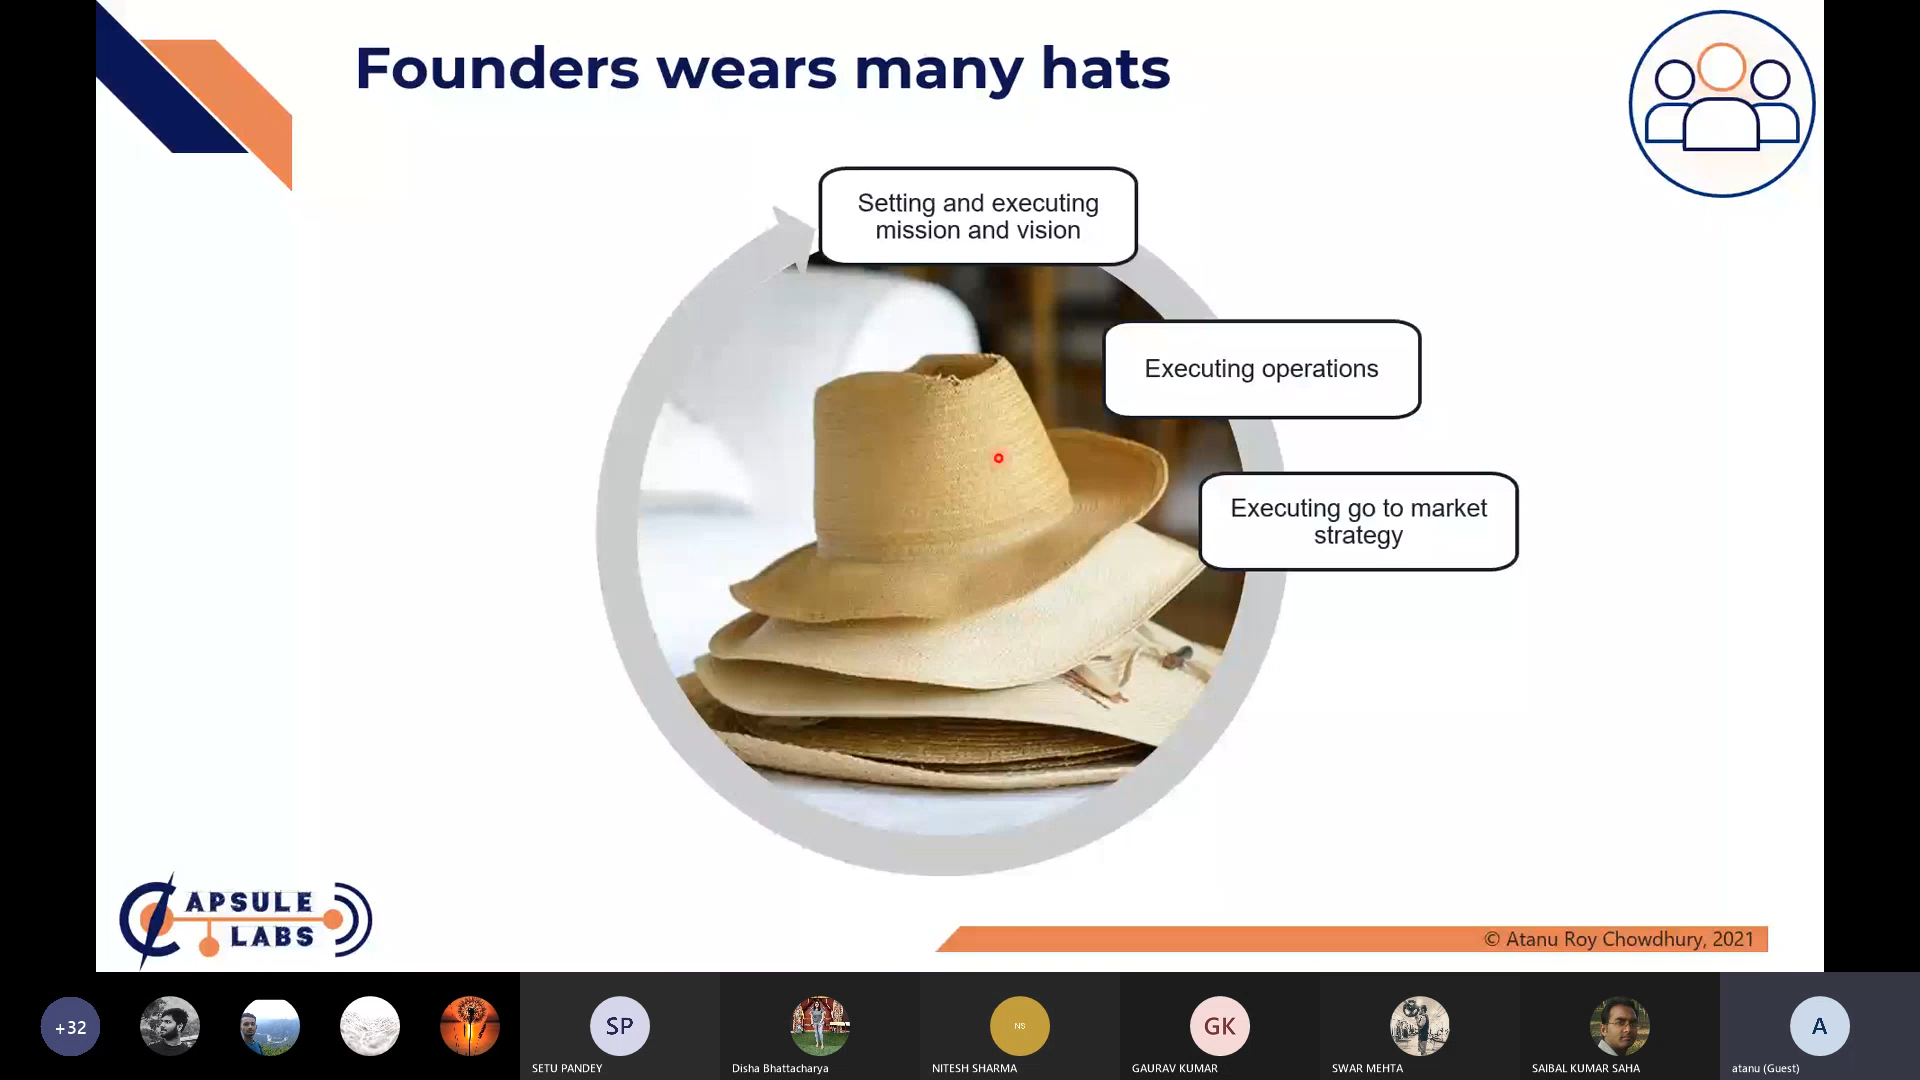 Founders wears many hats
Setting and executing
mission and vision
Executing operations
Executing go to market
strategy
APSULE
LABS
© Atanu Roy Chowdhury, 2021
+32
SP
NS
GK
A
SETU PANDEY
Disha Bhattacharya
NITESH SHARMA
GAURAV KUMAR
SWAR MEHTA
SAIBAL KUMAR SAHA
atanu (Guest)